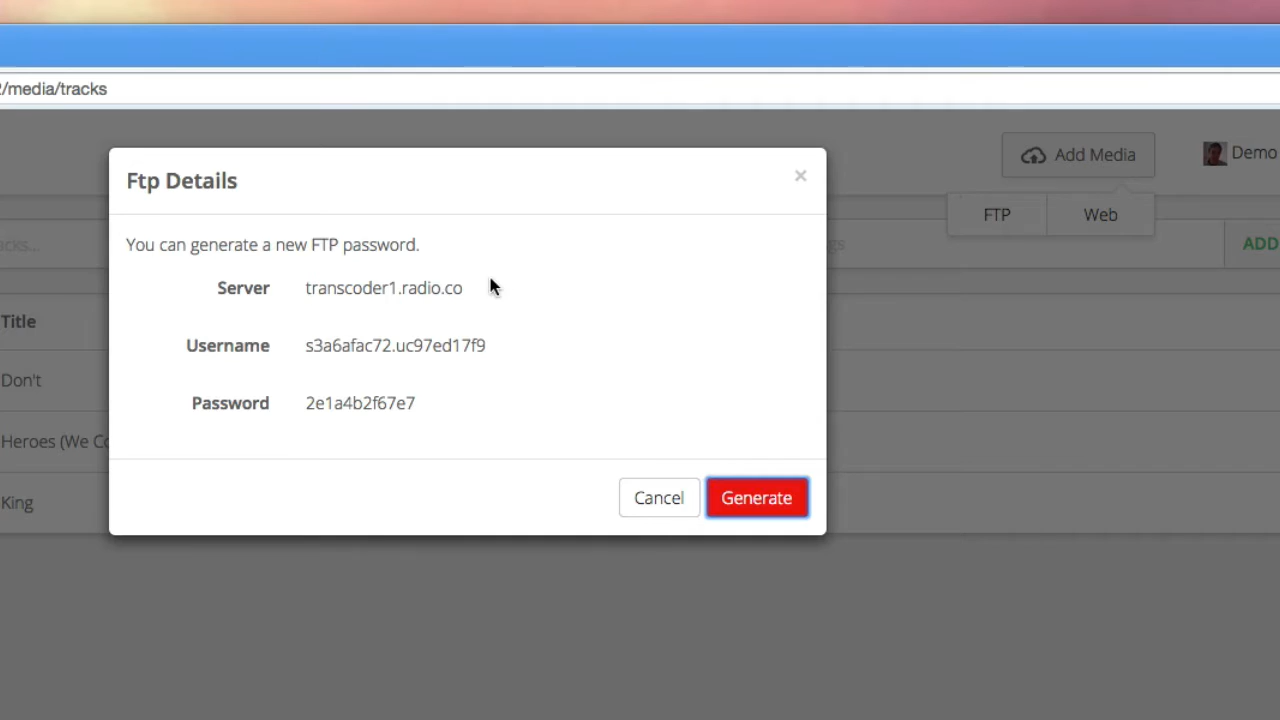 /media/tracks
Add Media
Demo
FTP
Web
Ftp Details
×
You can generate a new FTP password.
Server transcoder1.radio.co
Username s3a6afac72.uc97ed17f9
Password 2e1a4b2f67e7
Cancel
Generate
ADD
Title
Don't
Heroes (We Co
King